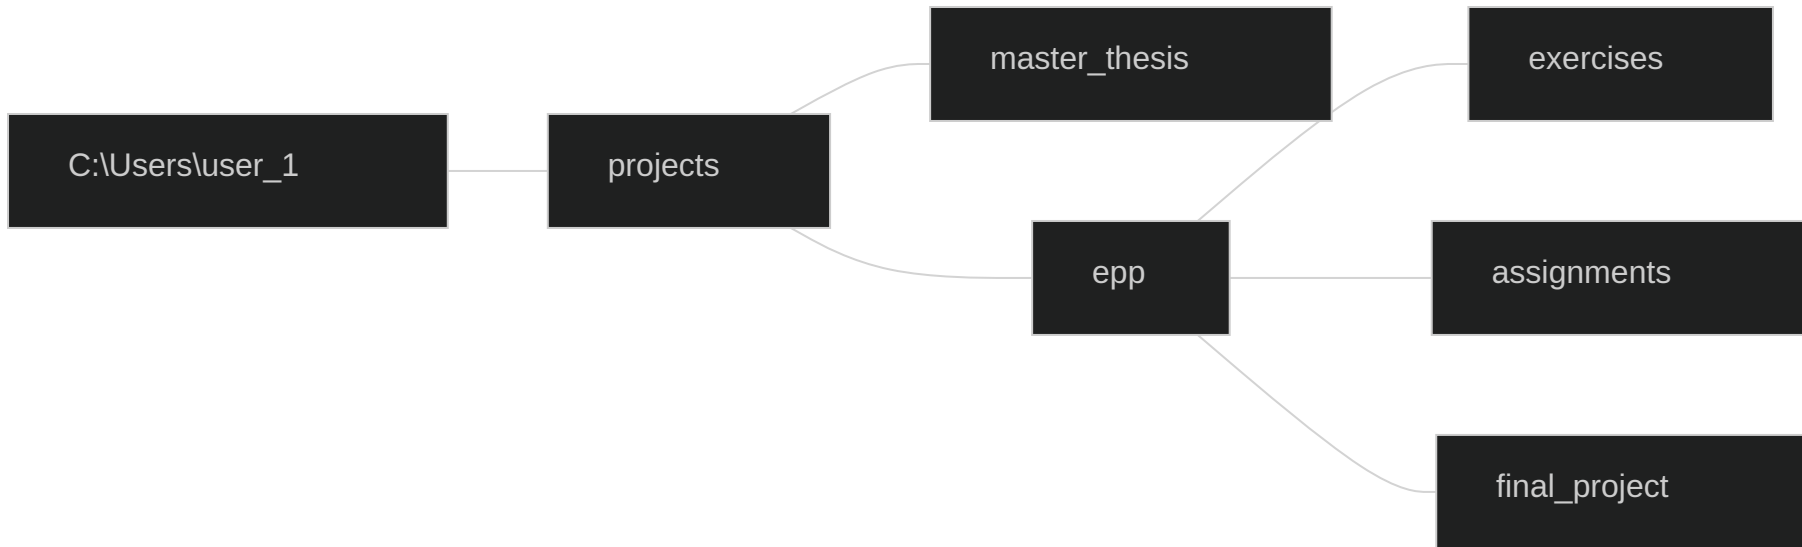 C:\Users\user_1
projects
master_thesis
epp
exercises
assignments
final_project